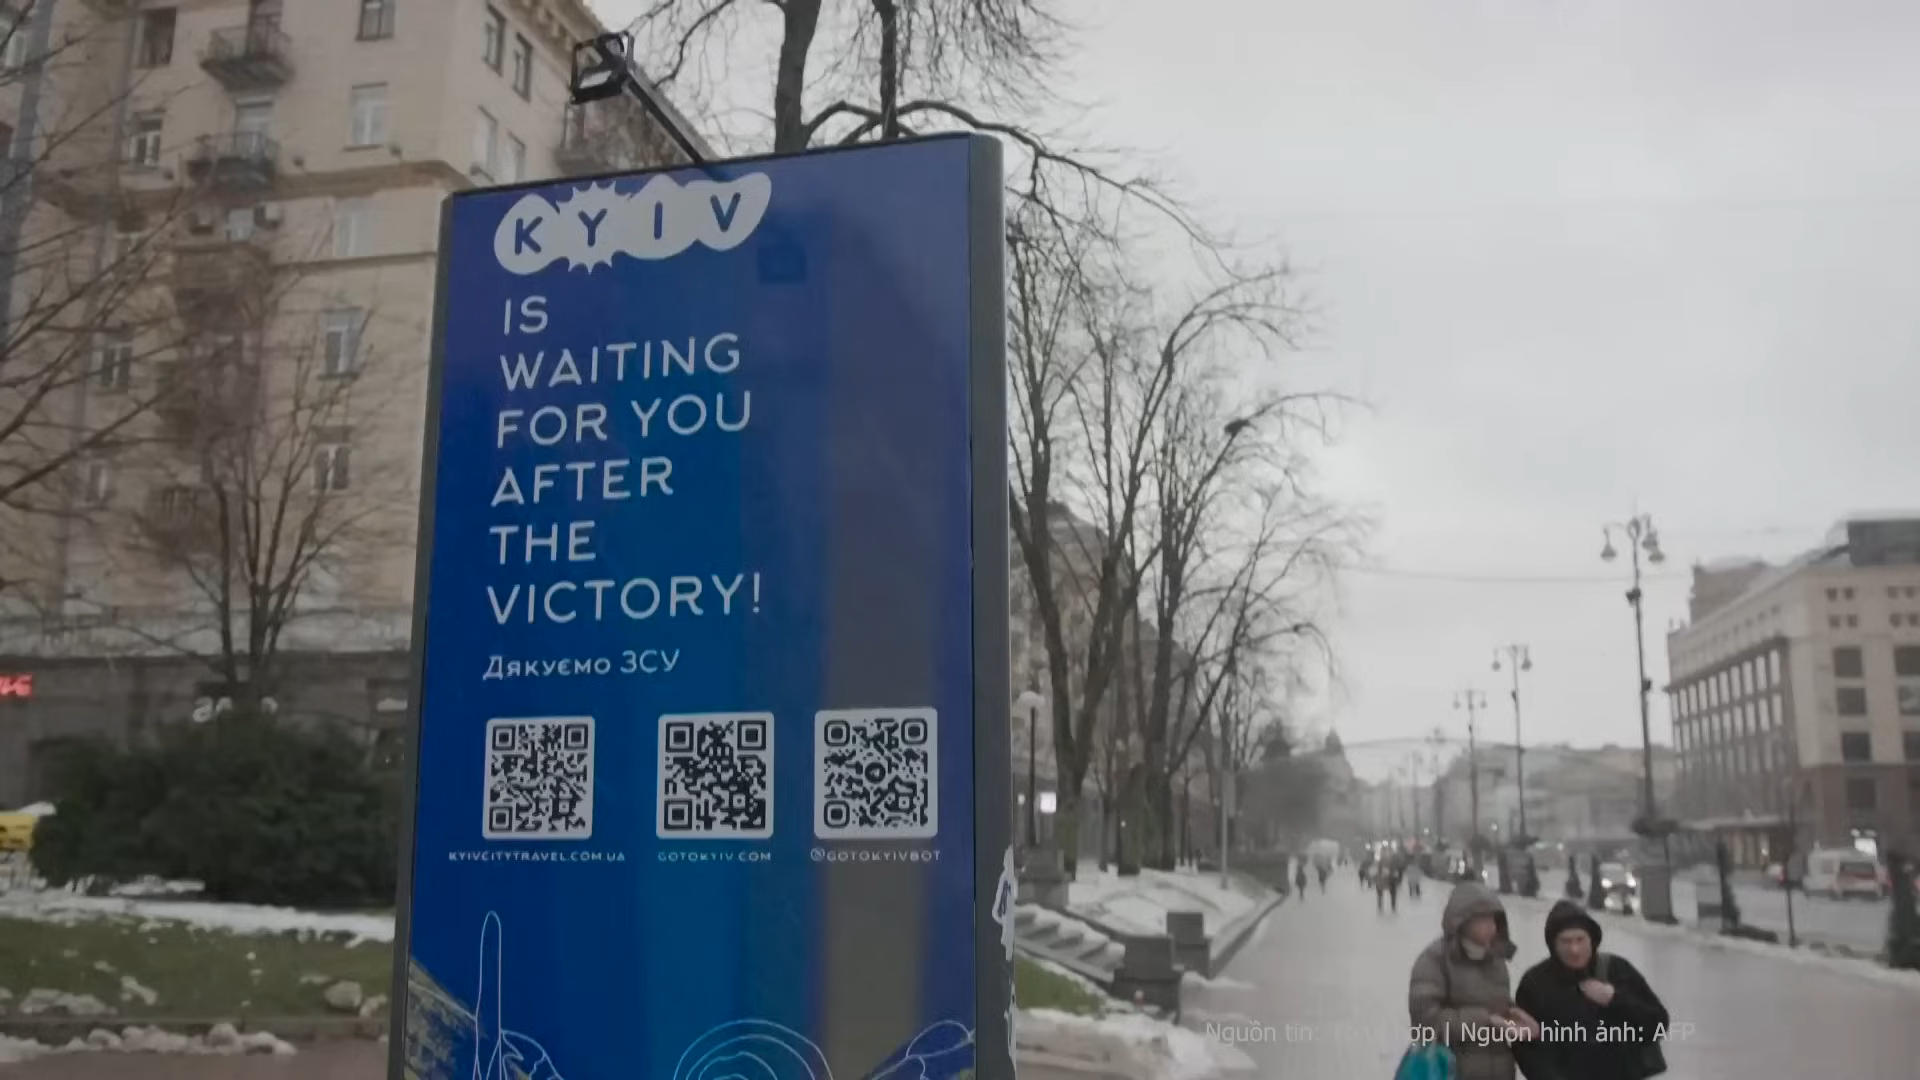 KYIV
IS
WAITING
FOR YOU
AFTER
THE
VICTORY!
Дякуємо ЗСУ
KYIVCITYTRAVEL.COM.UA
GOTOKYIV.COM
@GOTOKYIVBOT
Nguồn tin: hợp | Nguồn hình ảnh: AFP